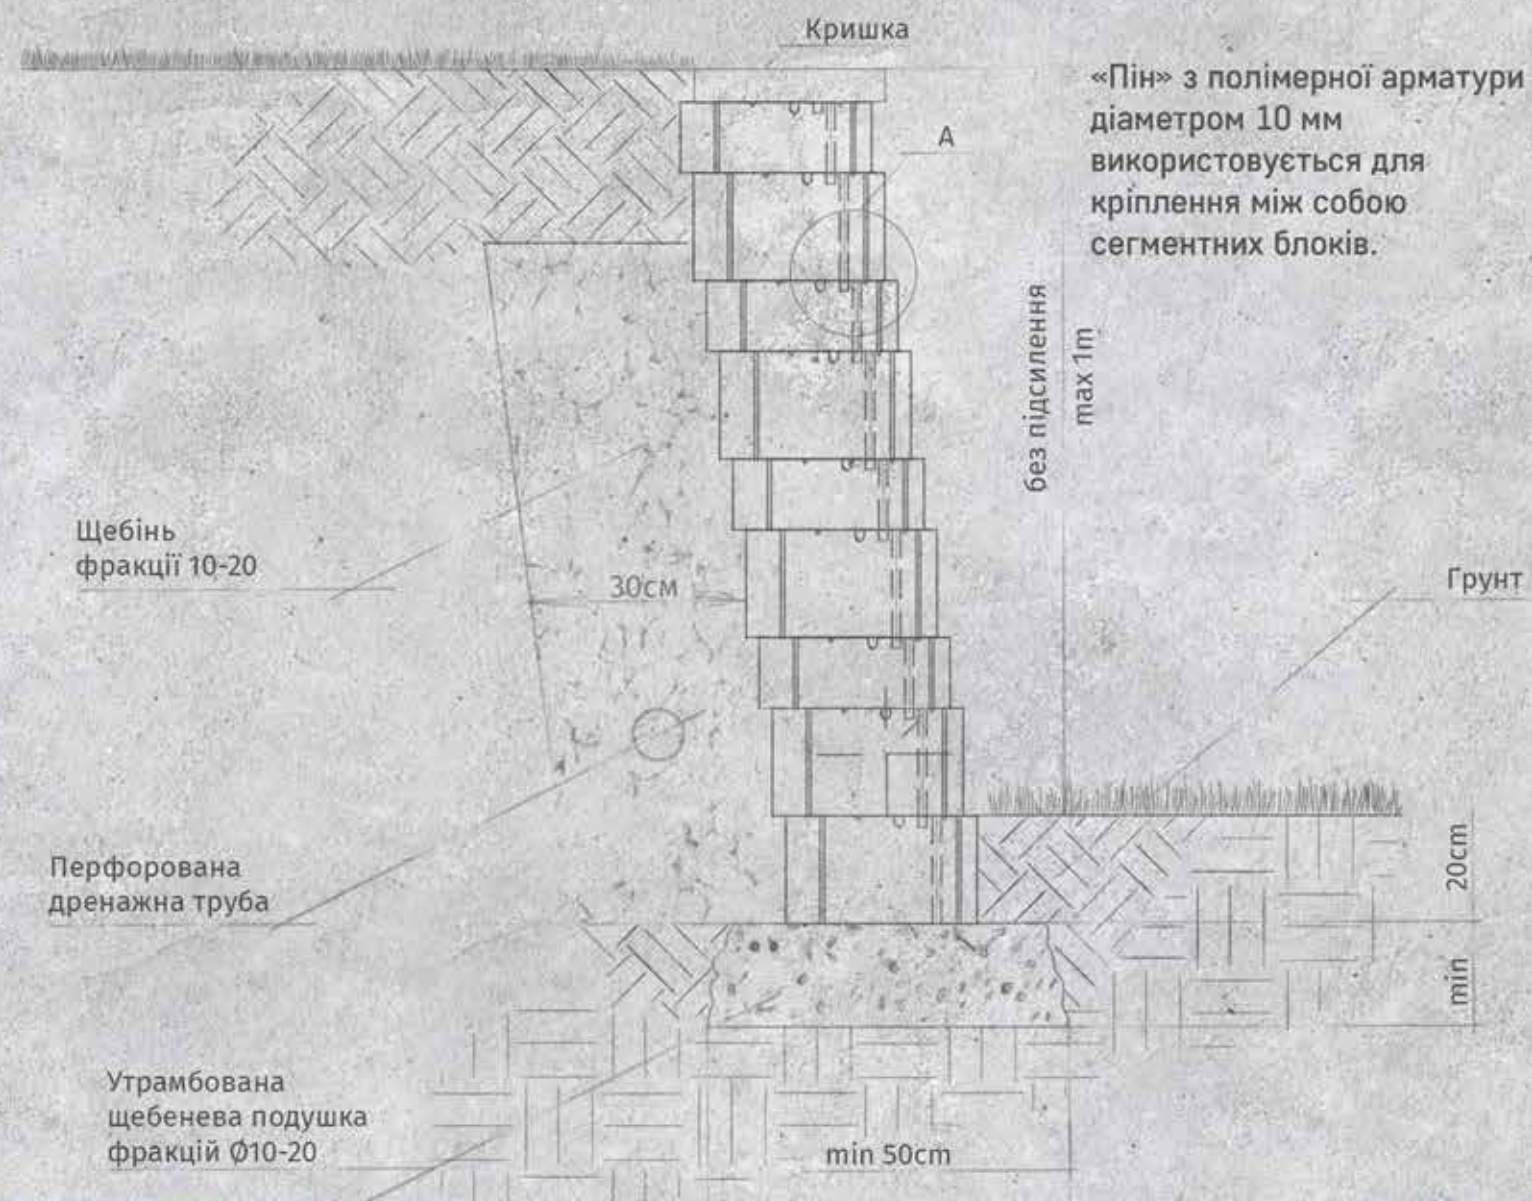 Кришка
«Пін» з полімерної арматури
діаметром 10 мм
використовується для
кріплення між собою
сегментних блоків.
А
без підсилення
max 1m
Щебінь
фракції 10-20
30см
Грунт
Перфорована
дренажна труба
20cm
min
Утрамбована
щебенева подушка
фракцій Ø10-20
min 50cm